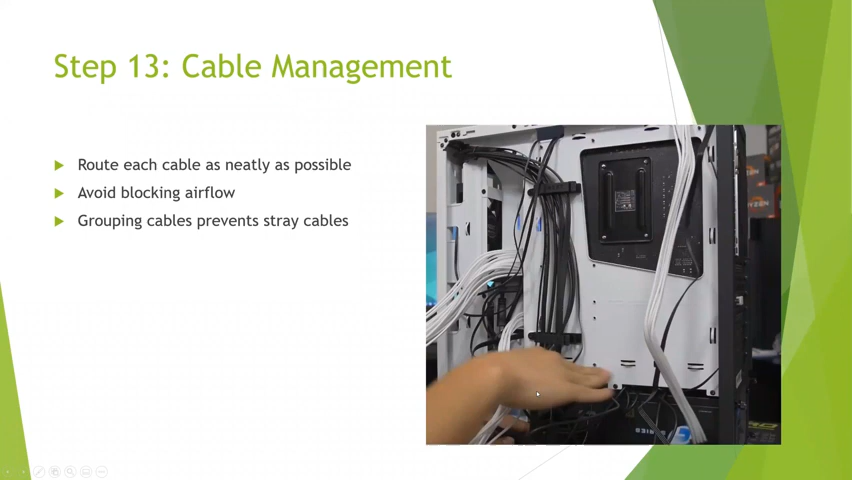 Step 13: Cable Management
Route each cable as neatly as possible
Avoid blocking airflow
Grouping cables prevents stray cables
SERIES